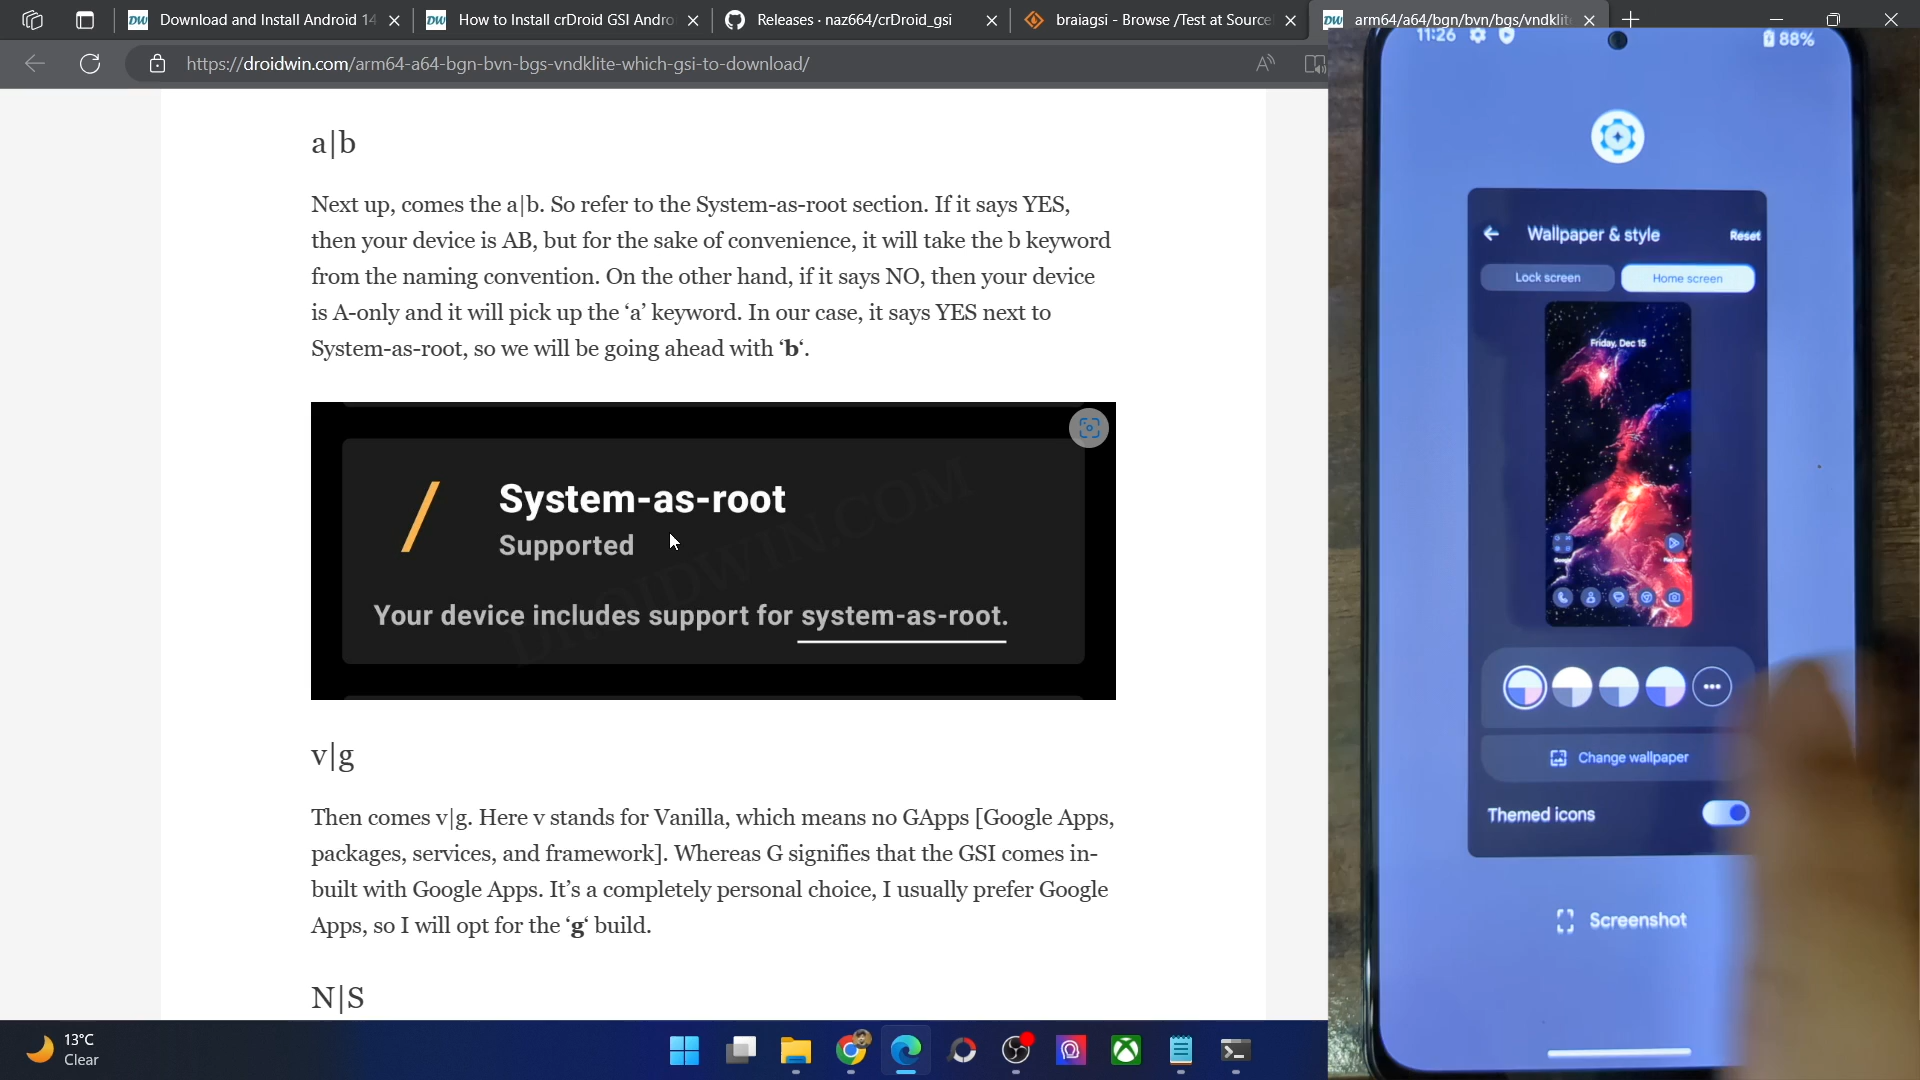 Download and Install Android 14
How to Install crDroid GSI Andro
Releases · naz664/crDroid_gsi
braiagsi - Browse /Test at Source
arm64/a64/bgn/bvn/bgs/vndklit
https://droidwin.com/arm64-a64-bgn-bvn-bgs-vndklite-which-gsi-to-download/
a|b
Next up, comes the a|b. So refer to the System-as-root section. If it says YES,
then your device is AB, but for the sake of convenience, it will take the b keyword
from the naming convention. On the other hand, if it says NO, then your device
is A-only and it will pick up the ‘a’ keyword. In our case, it says YES next to
System-as-root, so we will be going ahead with ‘b‘.
System-as-root
Supported
Your device includes support for system-as-root.
DROIDWIN.COM
v|g
Then comes v|g. Here v stands for Vanilla, which means no GApps [Google Apps,
packages, services, and framework]. Whereas G signifies that the GSI comes in-
built with Google Apps. It’s a completely personal choice, I usually prefer Google
Apps, so I will opt for the ‘g‘ build.
N|S
13°C
Clear
11:26
88%
Wallpaper & style
Reset
Lock screen
Home screen
Friday, Dec 15
Google
Play Store
Change wallpaper
Themed icons
Screenshot